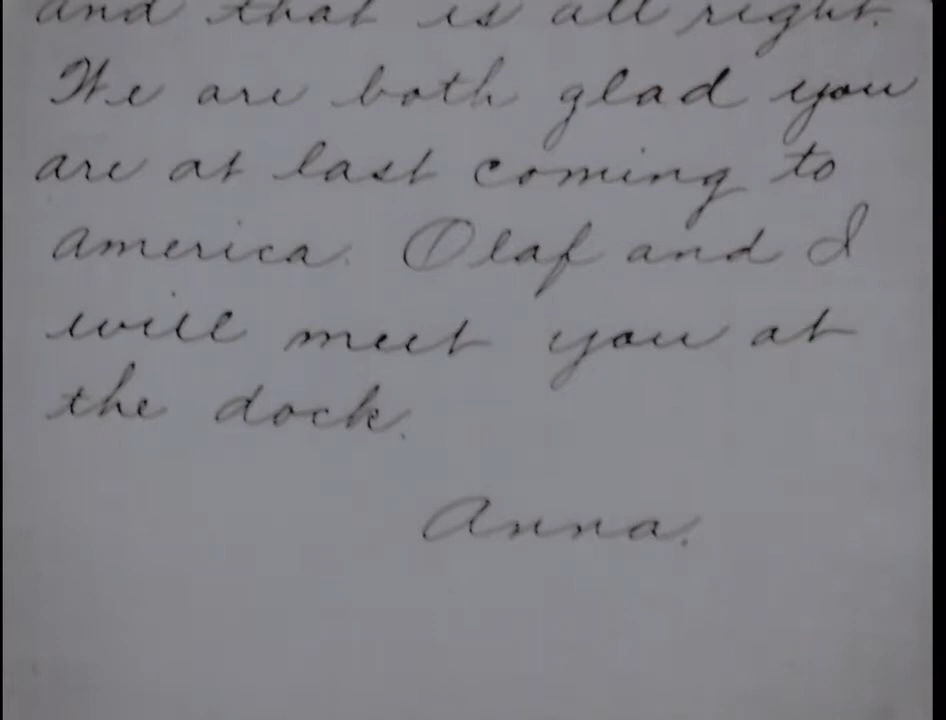 and that is all right.
We are both glad you
are at last coming to
America. Olaf and I
will meet you at
the dock.
Anna.